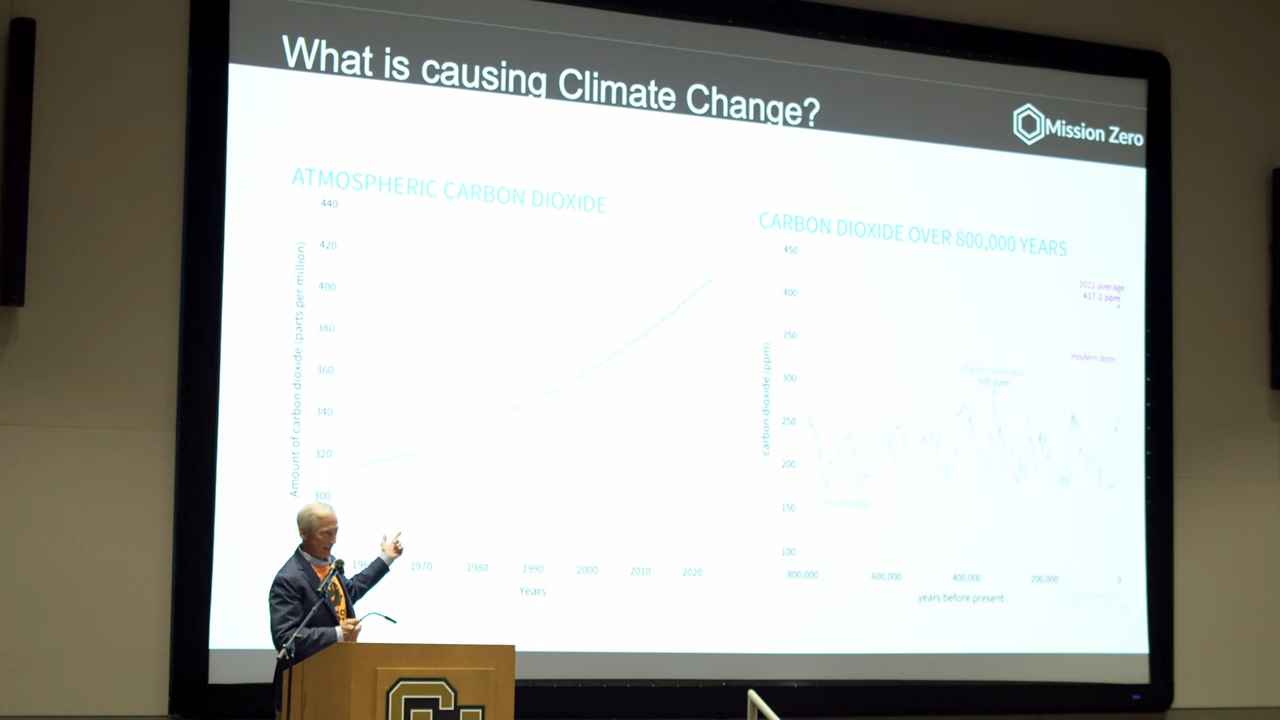 What is causing Climate Change?
Mission Zero
ATMOSPHERIC CARBON DIOXIDE
440
420
400
380
360
340
320
300
Amount of carbon dioxide (parts per million)
1970
1980
1990
2000
2010
2020
Years
CARBON DIOXIDE OVER 800,000 YEARS
450
400
350
300
250
200
150
100
carbon dioxide (ppm)
2022 average
417.1 ppm
modern data
300 ppm
800,000
600,000
400,000
200,000
0
years before present
CU